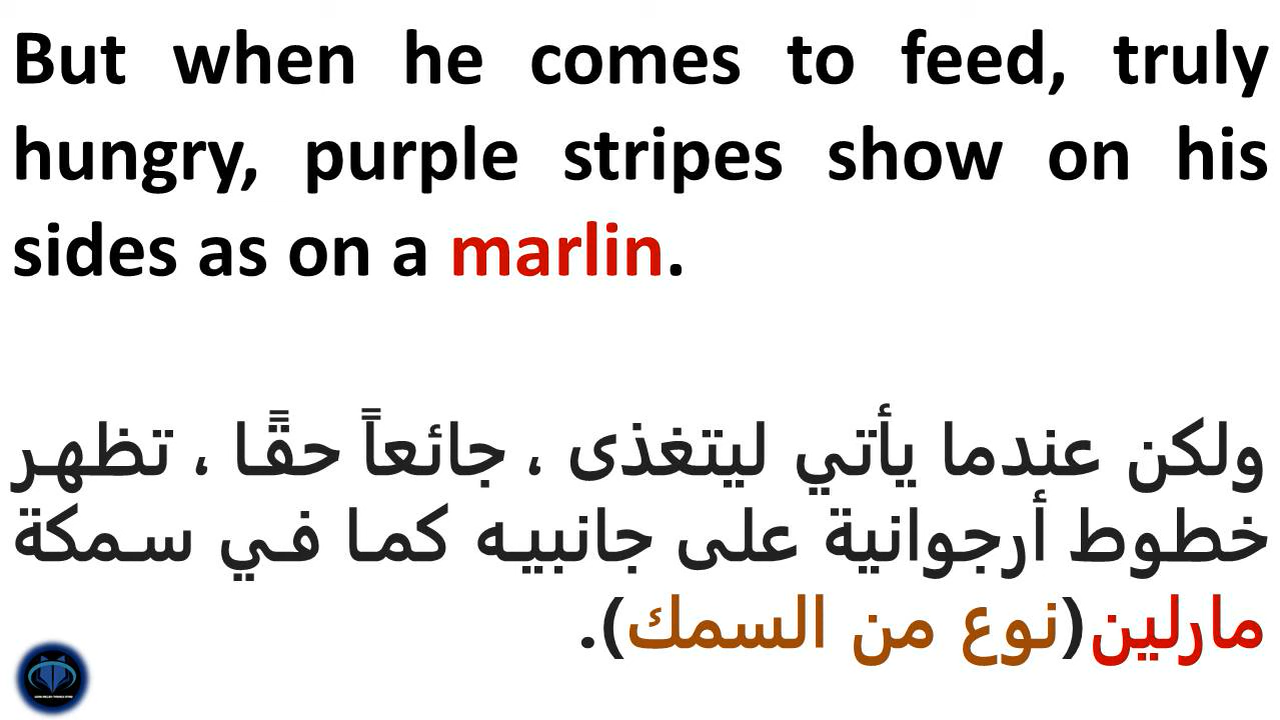 But when he comes to feed, truly
hungry, purple stripes show on his
sides as on a marlin.
ولكن عندما يأتي ليتغذى ، جائعاً حقًا ، تظهر
خطوط أرجوانية على جانبيه كما في سمكة
مارلين(نوع من السمك).